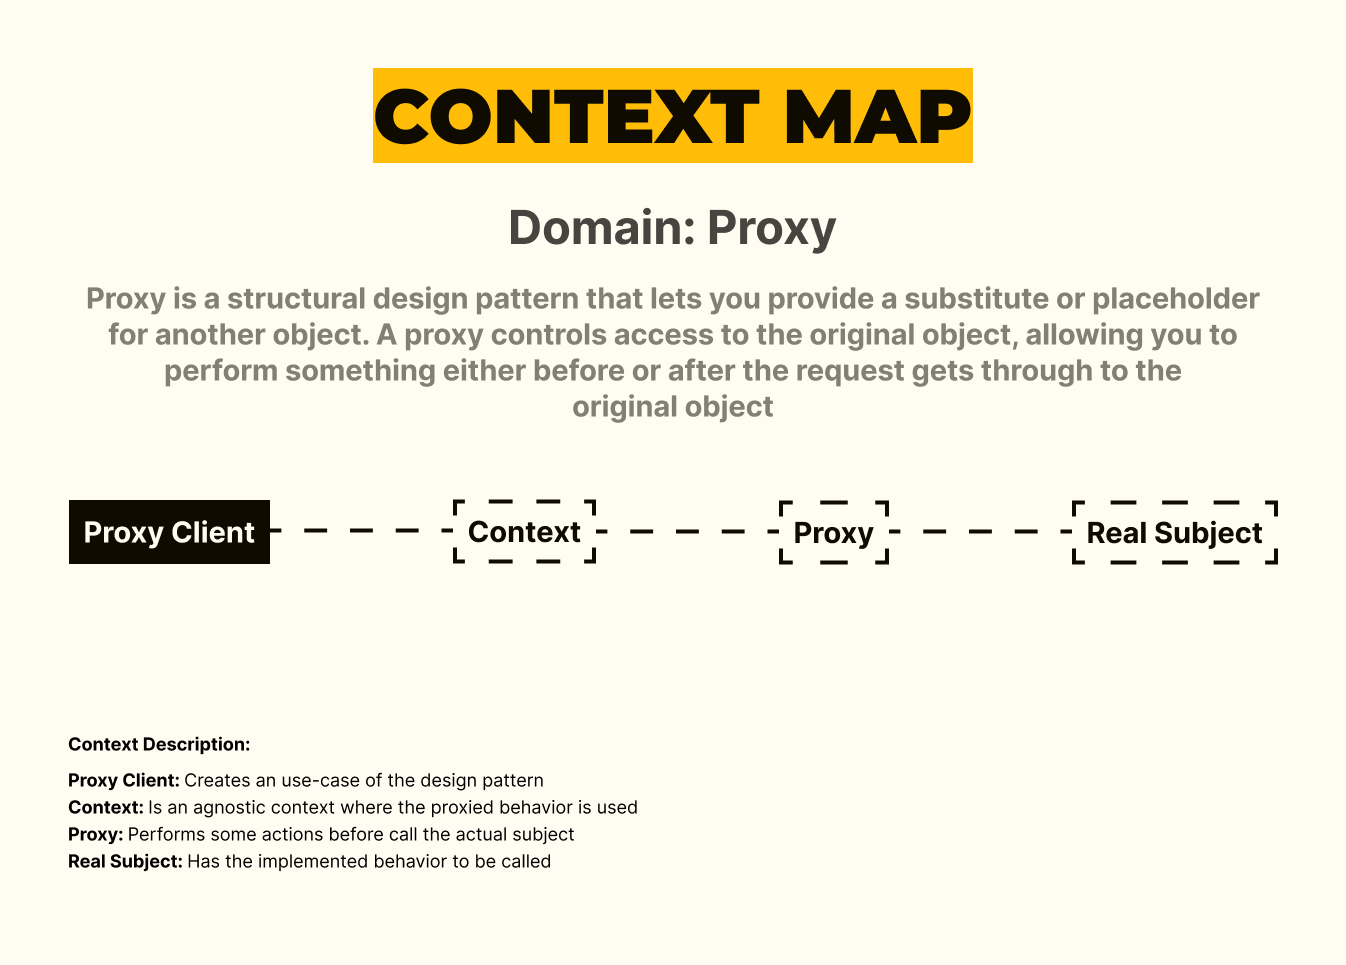 CONTEXT MAP
Domain: Proxy
Proxy is a structural design pattern that lets you provide a substitute or placeholder
for another object. A proxy controls access to the original object, allowing you to
perform something either before or after the request gets through to the
original object
Proxy Client
Context
Proxy
Real Subject
Context Description:
Proxy Client: Creates an use-case of the design pattern
Context: Is an agnostic context where the proxied behavior is used
Proxy: Performs some actions before call the actual subject
Real Subject: Has the implemented behavior to be called